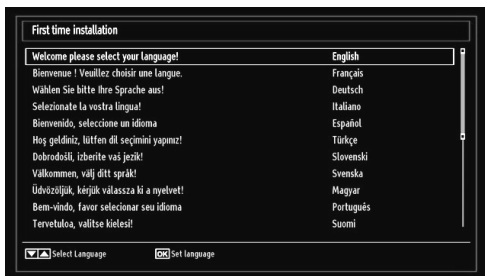 First time installation
Welcome please select your language! English
Bienvenue ! Veuillez choisir une langue. Français
Wählen Sie bitte Ihre Sprache aus! Deutsch
Selezionate la vostra lingua! Italiano
Bienvenido, seleccione un idioma Español
Hoş geldiniz, lütfen dil seçimini yapınız! Türkçe
Dobrodošli, izberite vaš jezik! Slovenski
Välkommen, välj ditt språk! Svenska
Üdvözöljük, kérjük válassza ki a nyelvet! Magyar
Bem-vindo, favor selecionar seu idioma Português
Tervetuloa, valitse kielesi! Suomi
Select Language OK Set language